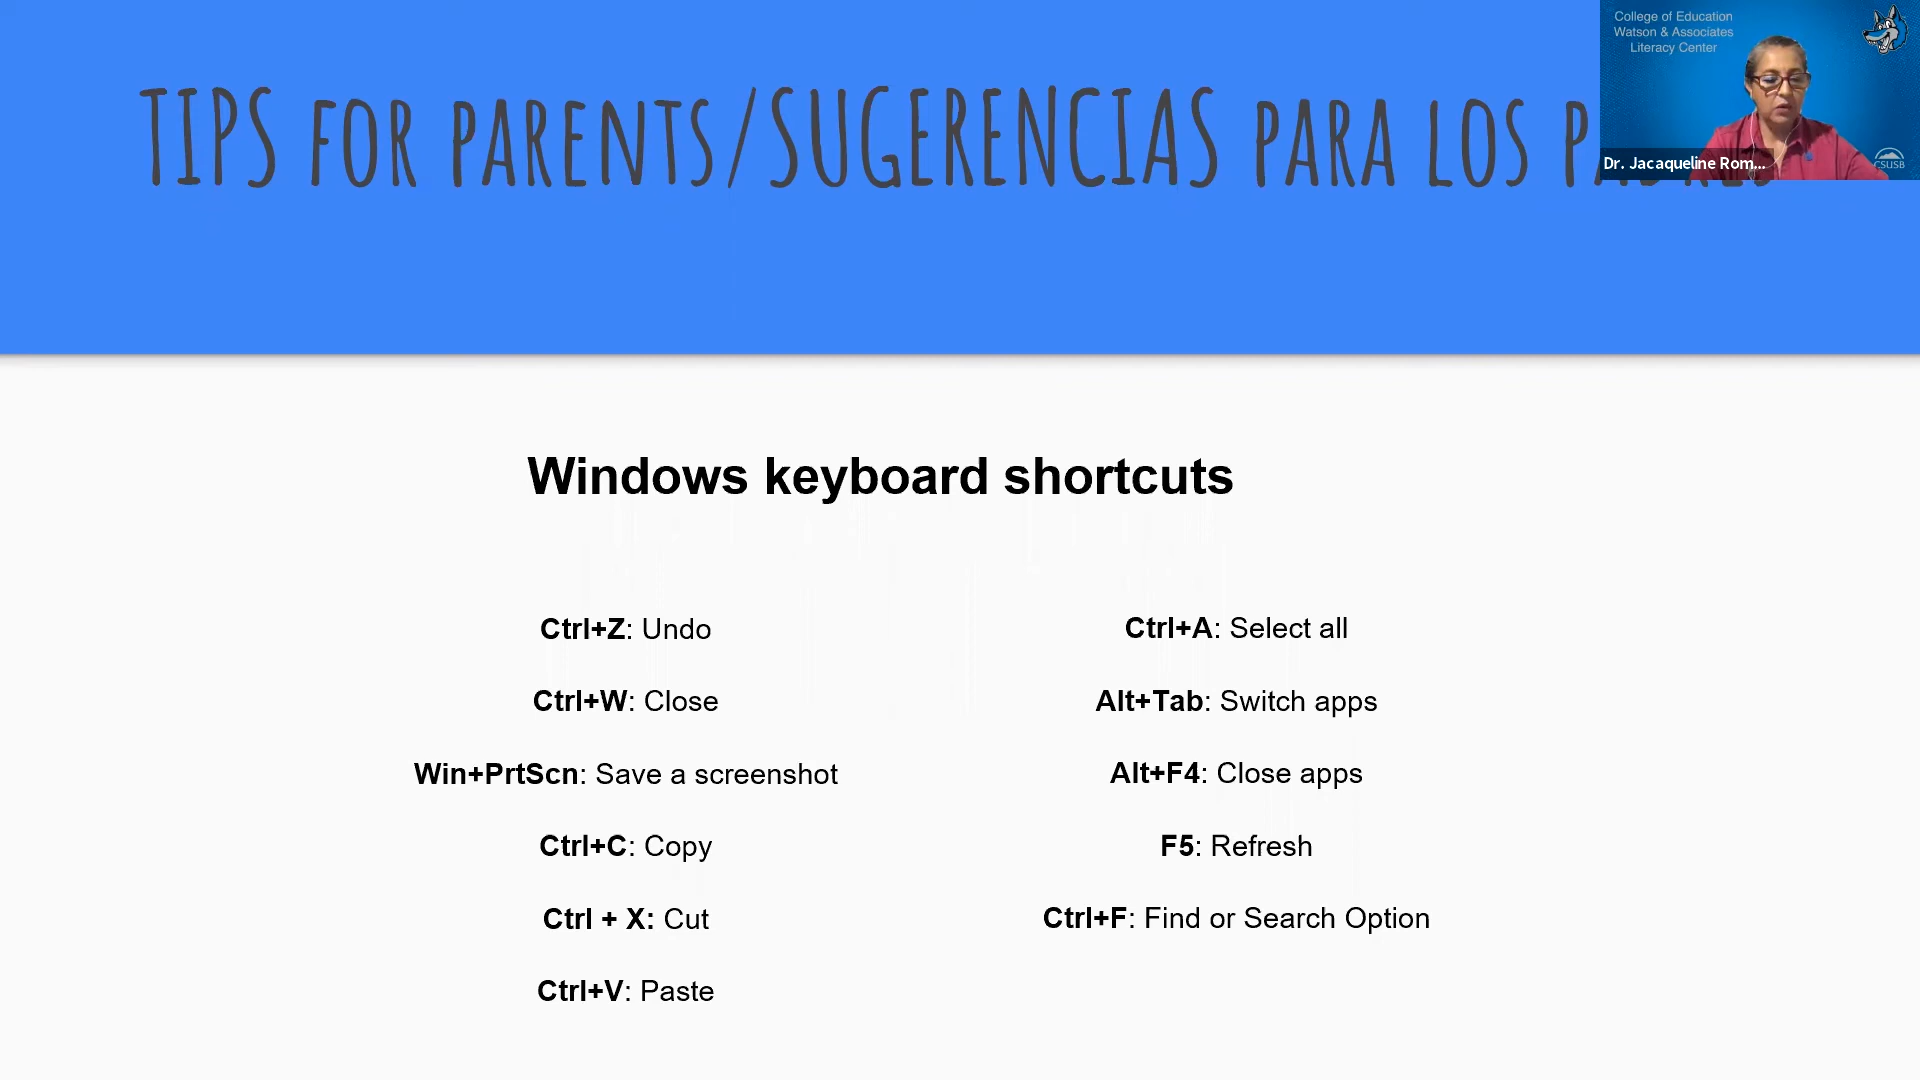 TIPS FOR PARENTS/SUGERENCIAS PARA LOS
College of Education
Watson & Associates
Literacy Center
Dr. Jacaqueline Rom...
CSUSB
Windows keyboard shortcuts
Ctrl+Z: Undo
Ctrl+W: Close
Win+PrtScn: Save a screenshot
Ctrl+C: Copy
Ctrl + X: Cut
Ctrl+V: Paste
Ctrl+A: Select all
Alt+Tab: Switch apps
Alt+F4: Close apps
F5: Refresh
Ctrl+F: Find or Search Option